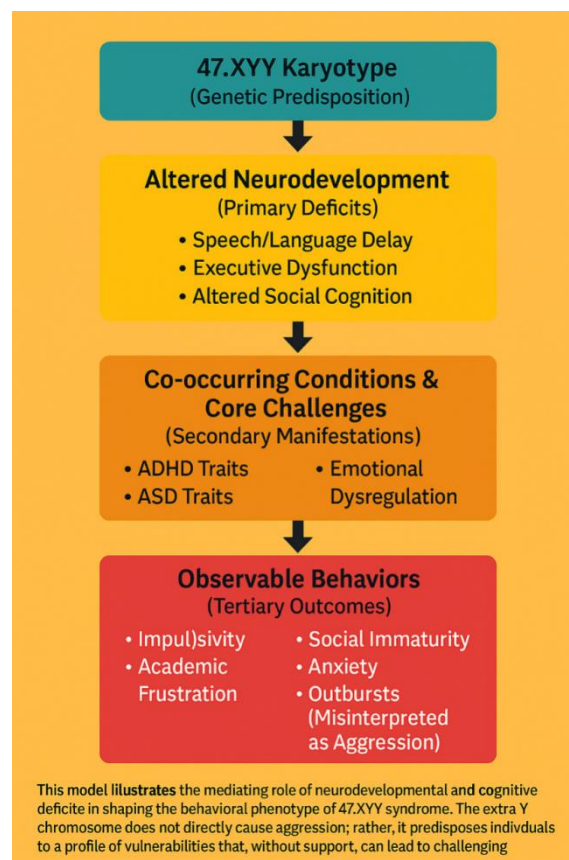 47.XYY Karyotype
(Genetic Predisposition)
Altered Neurodevelopment
(Primary Deficits)
• Speech/Language Delay
• Executive Dysfunction
• Altered Social Cognition
Co-occurring Conditions &
Core Challenges
(Secondary Manifestations)
• ADHD Traits
• ASD Traits
• Emotional
Dysregulation
Observable Behaviors
(Tertiary Outcomes)
• Impul)sivity
• Academic
Frustration
• Social Immaturity
• Anxiety
• Outbursts
(Misinterpreted
as Aggression)
This model lilustrates the mediating role of neurodevelopmental and cognitive
deficite in shaping the behavioral phenotype of 47.XYY syndrome. The extra Y
chromosome does not directly cause aggression; rather, it predisposes indivduals
to a profile of vulnerabilities that, without support, can lead to challenging